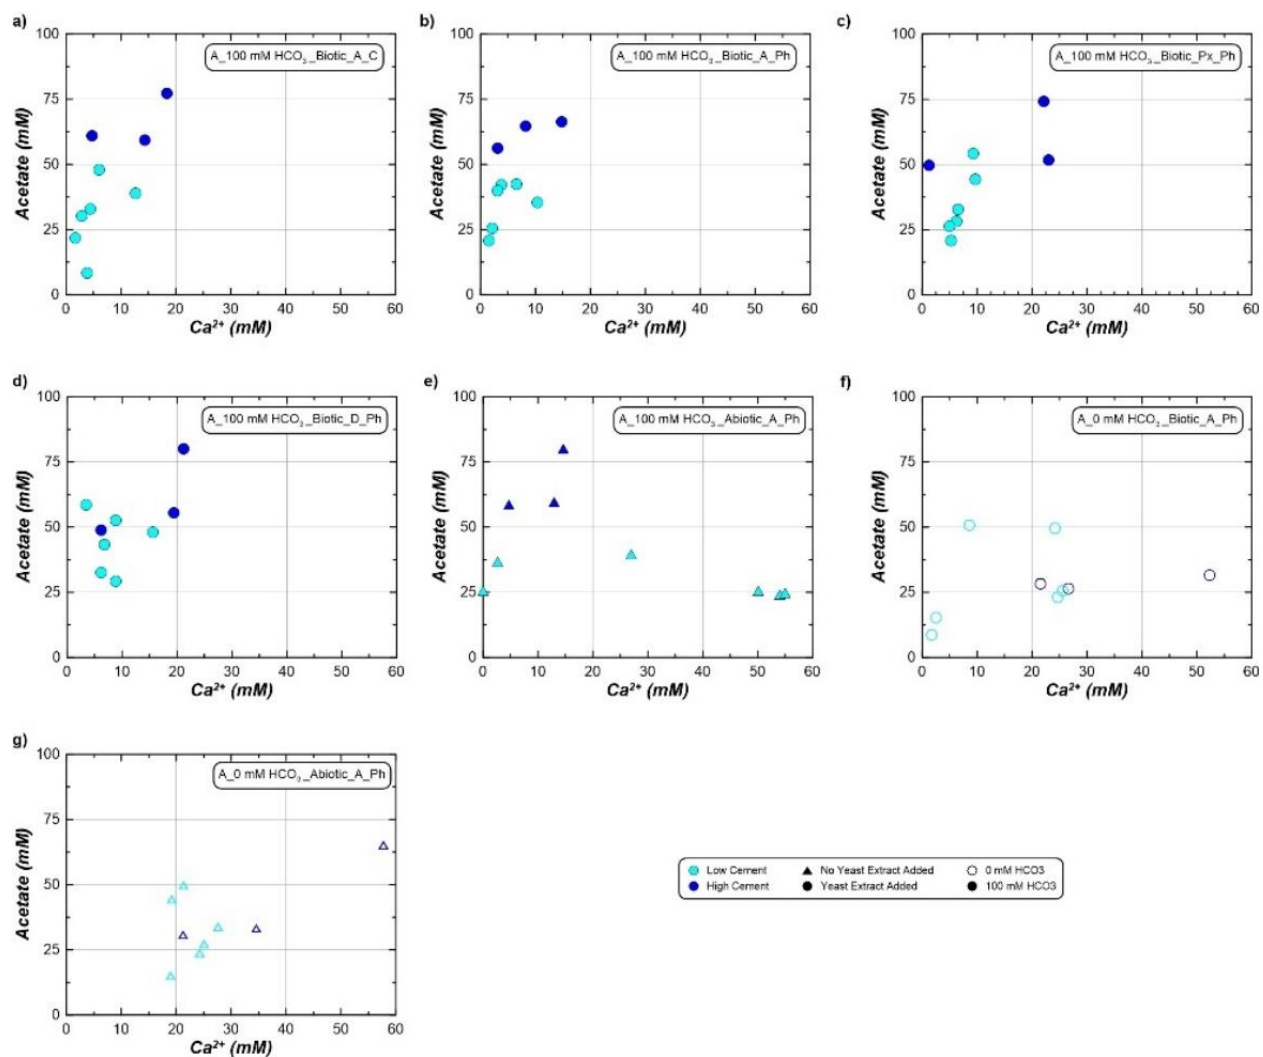 a)
A_100 mM HCO₃_Biotic_A_C
100
75
50
25
0
Acetate (mM)
0 10 20 30 40 50 60
Ca²⁺ (mM)
b)
A_100 mM HCO₃_Biotic_A_Ph
100
75
50
25
0
Acetate (mM)
0 10 20 30 40 50 60
Ca²⁺ (mM)
c)
A_100 mM HCO₃_Biotic_Px_Ph
100
75
50
25
0
Acetate (mM)
0 10 20 30 40 50 60
Ca²⁺ (mM)
d)
A_100 mM HCO₃_Biotic_D_Ph
100
75
50
25
0
Acetate (mM)
0 10 20 30 40 50 60
Ca²⁺ (mM)
e)
A_100 mM HCO₃_Abiotic_A_Ph
100
75
50
25
0
Acetate (mM)
0 10 20 30 40 50 60
Ca²⁺ (mM)
f)
A_0 mM HCO₃_Biotic_A_Ph
100
75
50
25
0
Acetate (mM)
0 10 20 30 40 50 60
Ca²⁺ (mM)
g)
A_0 mM HCO₃_Abiotic_A_Ph
100
75
50
25
0
Acetate (mM)
0 10 20 30 40 50 60
Ca²⁺ (mM)
Low Cement No Yeast Extract Added 0 mM HCO3
High Cement Yeast Extract Added 100 mM HCO3